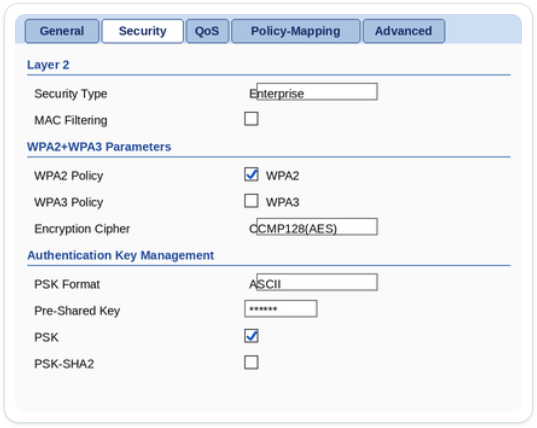 General Security QoS Policy-Mapping Advanced
Layer 2
Security Type Enterprise
MAC Filtering
WPA2+WPA3 Parameters
WPA2 Policy WPA2
WPA3 Policy WPA3
Encryption Cipher CCMP128(AES)
Authentication Key Management
PSK Format ASCII
Pre-Shared Key ******
PSK
PSK-SHA2